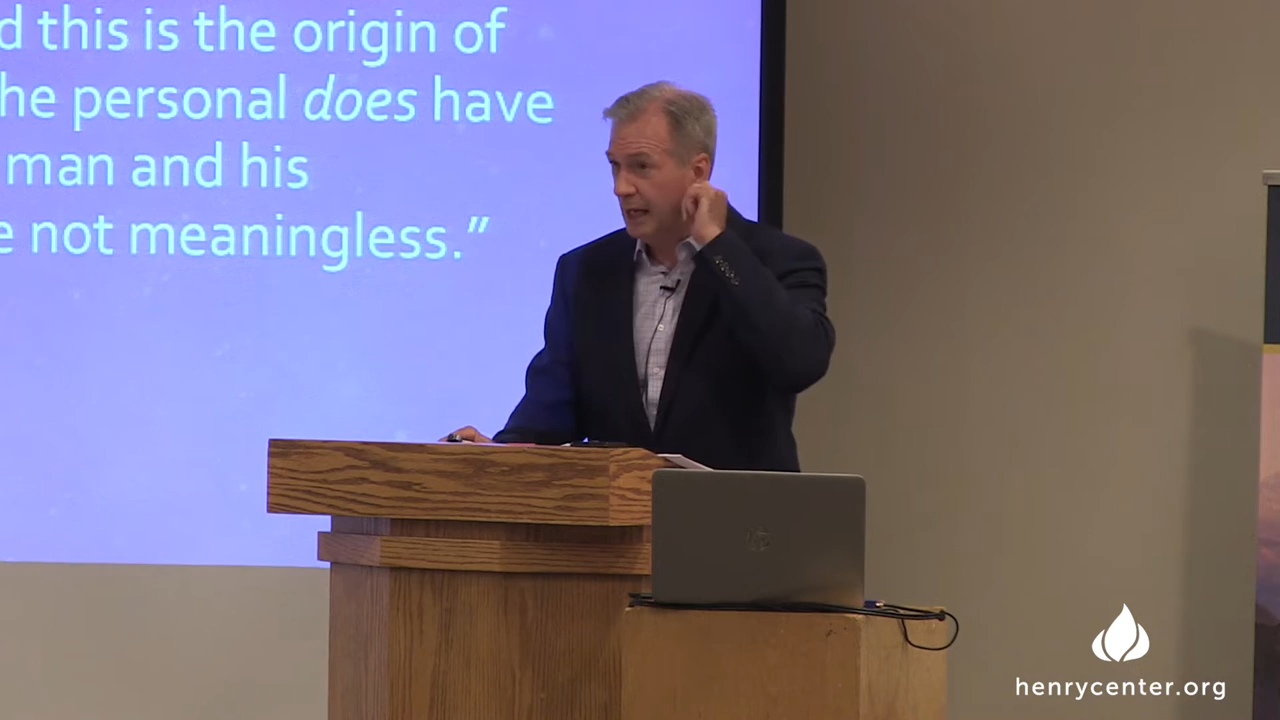 d this is the origin of
he personal does have
man and his
e not meaningless.”
henrycenter.org